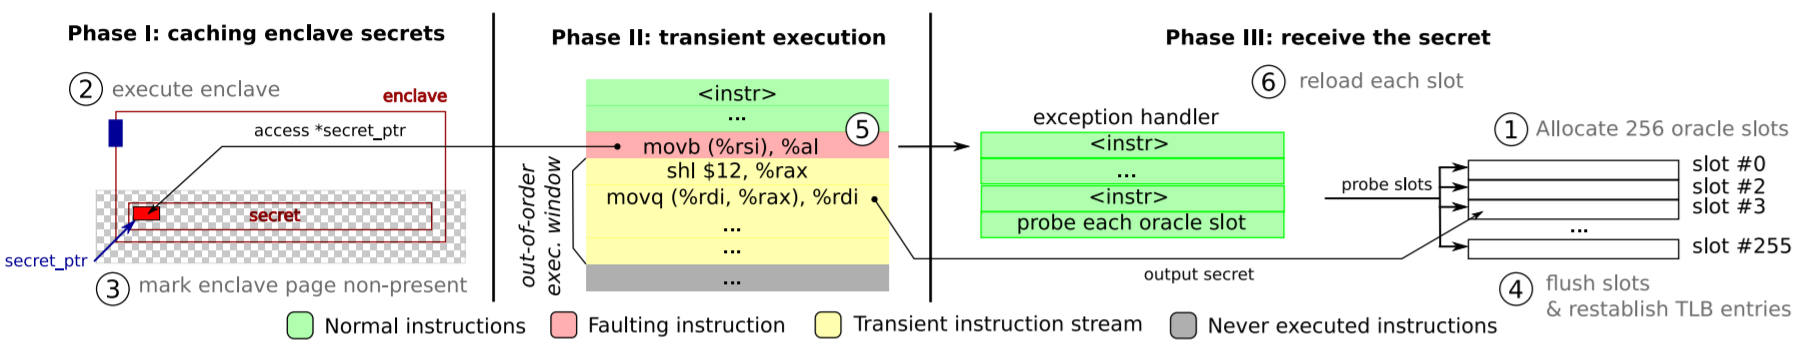 Phase I: caching enclave secrets
② execute enclave
enclave
access *secret_ptr
secret
secret_ptr
③ mark enclave page non-present
Phase II: transient execution
<instr>
...
⑤
movb (%rsi), %al
shl $12, %rax
movq (%rdi, %rax), %rdi
...
...
...
out-of-order
exec. window
Phase III: receive the secret
⑥ reload each slot
exception handler
<instr>
...
<instr>
probe each oracle slot
① Allocate 256 oracle slots
probe slots
slot #0
slot #2
slot #3
...
slot #255
output secret
④ flush slots
& restablish TLB entries
Normal instructions
Faulting instruction
Transient instruction stream
Never executed instructions